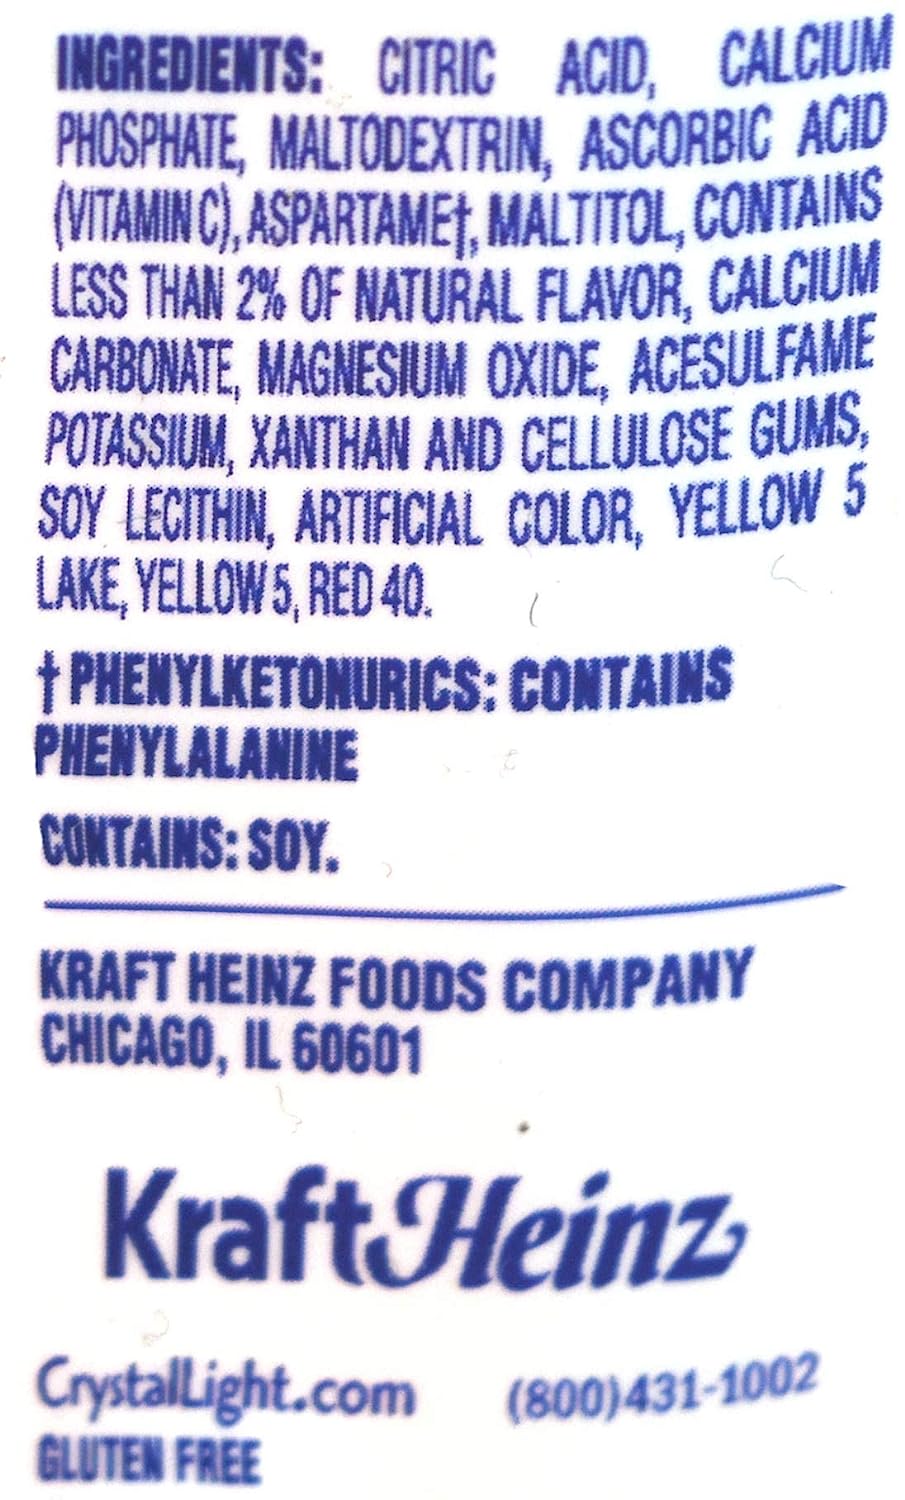 INGREDIENTS: CITRIC ACID, CALCIUM
PHOSPHATE, MALTODEXTRIN, ASCORBIC ACID
(VITAMIN C), ASPARTAME†, MALTITOL, CONTAINS
LESS THAN 2% OF NATURAL FLAVOR, CALCIUM
CARBONATE, MAGNESIUM OXIDE, ACESULFAME
POTASSIUM, XANTHAN AND CELLULOSE GUMS,
SOY LECITHIN, ARTIFICIAL COLOR, YELLOW 5
LAKE, YELLOW 5, RED 40.
† PHENYLKETONURICS: CONTAINS
PHENYLALANINE
CONTAINS: SOY.
KRAFT HEINZ FOODS COMPANY
CHICAGO, IL 60601
KraftHeinz
CrystalLight.com (800)431-1002
GLUTEN FREE